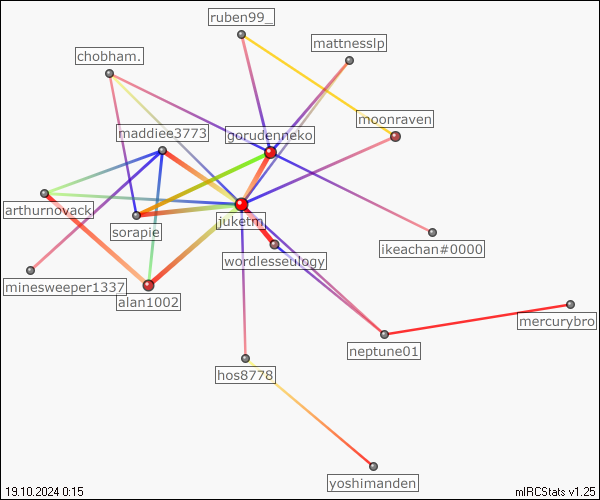 ruben99_
mattnesslp
chobham.
moonraven
maddiee3773
gorudenneko
arthurnovack
juketm
sorapie
ikeachan#0000
wordlesseulogy
minesweeper1337
alan1002
mercurybro
neptune01
hos8778
yoshimanden
19.10.2024 0:15
mIRCStats v1.25